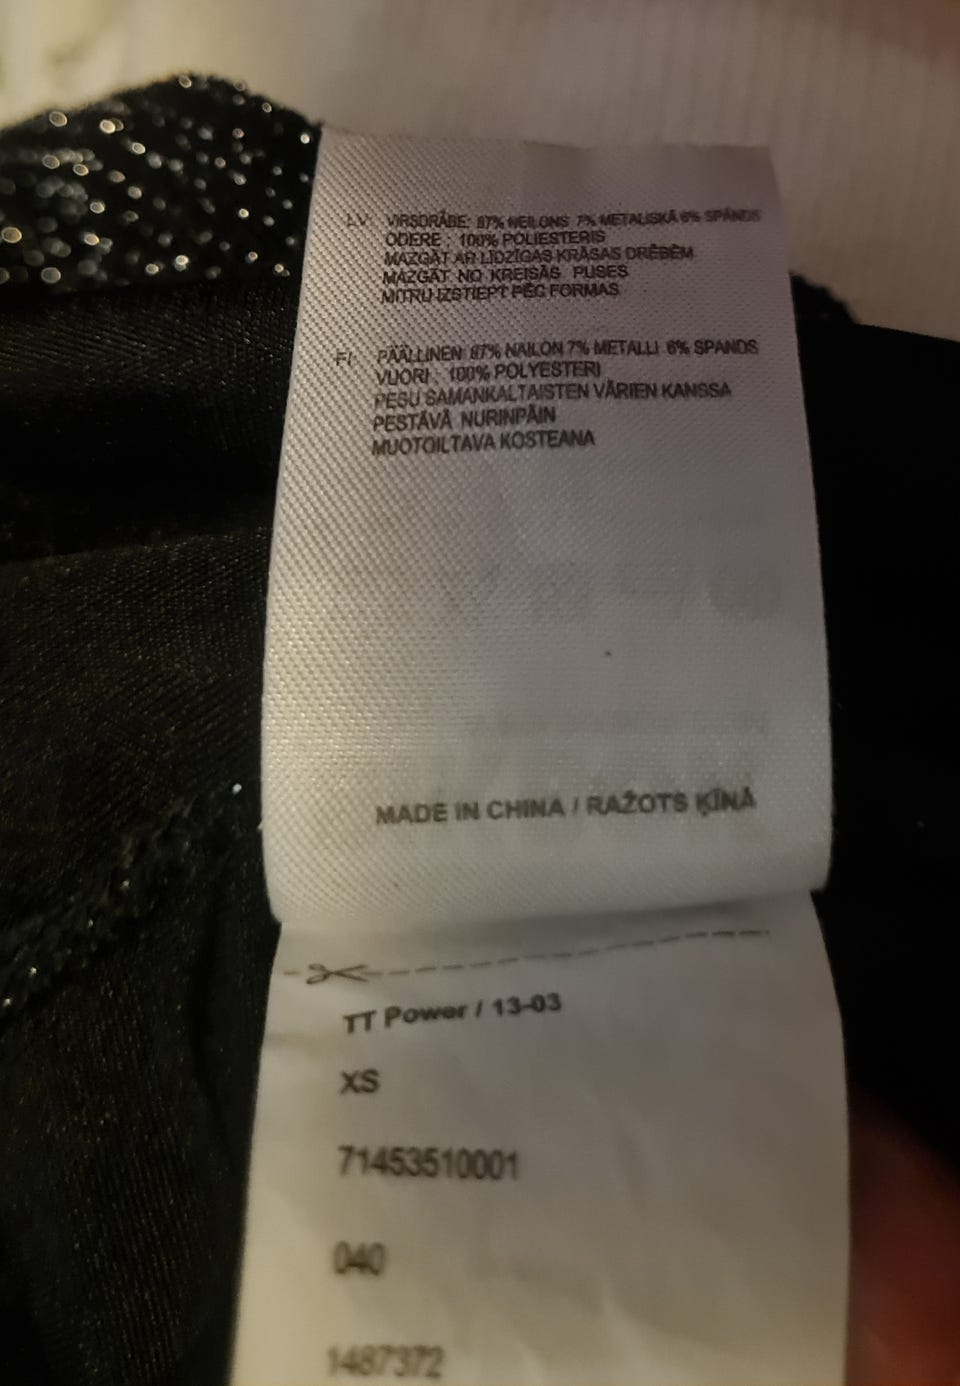 LV: VIRSDRĀBE: 87% NEILONS 7% METALISKĀ 6% SPĀNDS
ODERE : 100% POLIESTERIS
MAZGĀT AR LĪDZĪGAS KRĀSAS DRĒBĒM
MAZGĀT NO KREISĀS PUSES
MITRU IZSTIEPT PĒC FORMAS
FI: PÄÄLLINEN: 87% NAILON 7% METALLI 6% SPANDS
VUORI : 100% POLYESTERI
PESU SAMANKALTAISTEN VÄRIEN KANSSA
PESTÄVÄ NURINPÄIN
MUOTOILTAVA KOSTEANA
MADE IN CHINA / RAŽOTS ĶĪNĀ
TT Power / 13-03
XS
71453510001
040
1487372